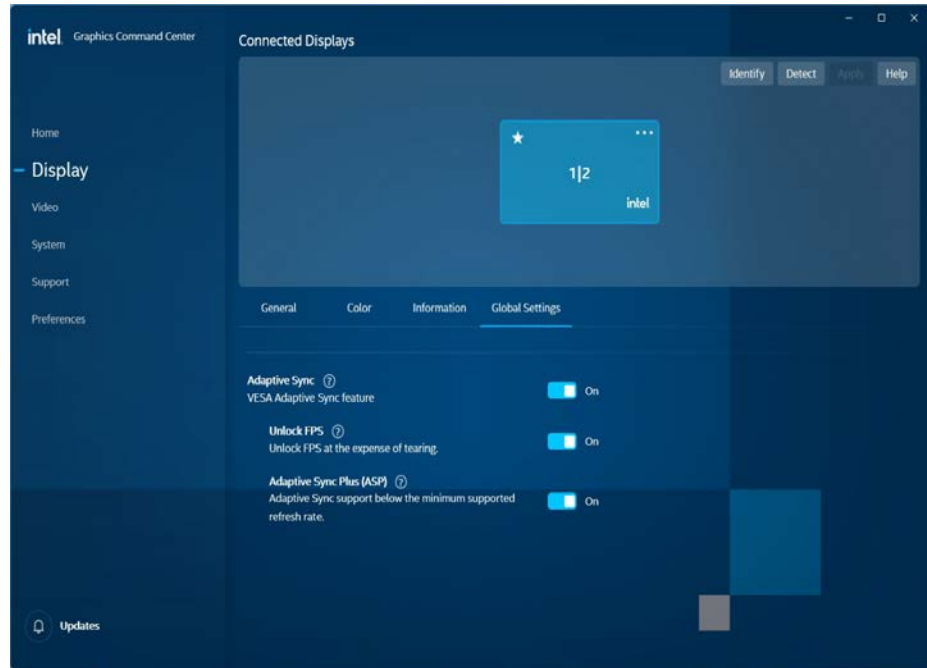 intel. Graphics Command Center
Connected Displays
Identify Detect Apply Help
1|2
intel
Home
Display
Video
System
Support
Preferences
General Color Information Global Settings
Adaptive Sync ?
VESA Adaptive Sync feature
On
Unlock FPS ?
Unlock FPS at the expense of tearing.
On
Adaptive Sync Plus (ASP) ?
Adaptive Sync support below the minimum supported
refresh rate.
On
Updates